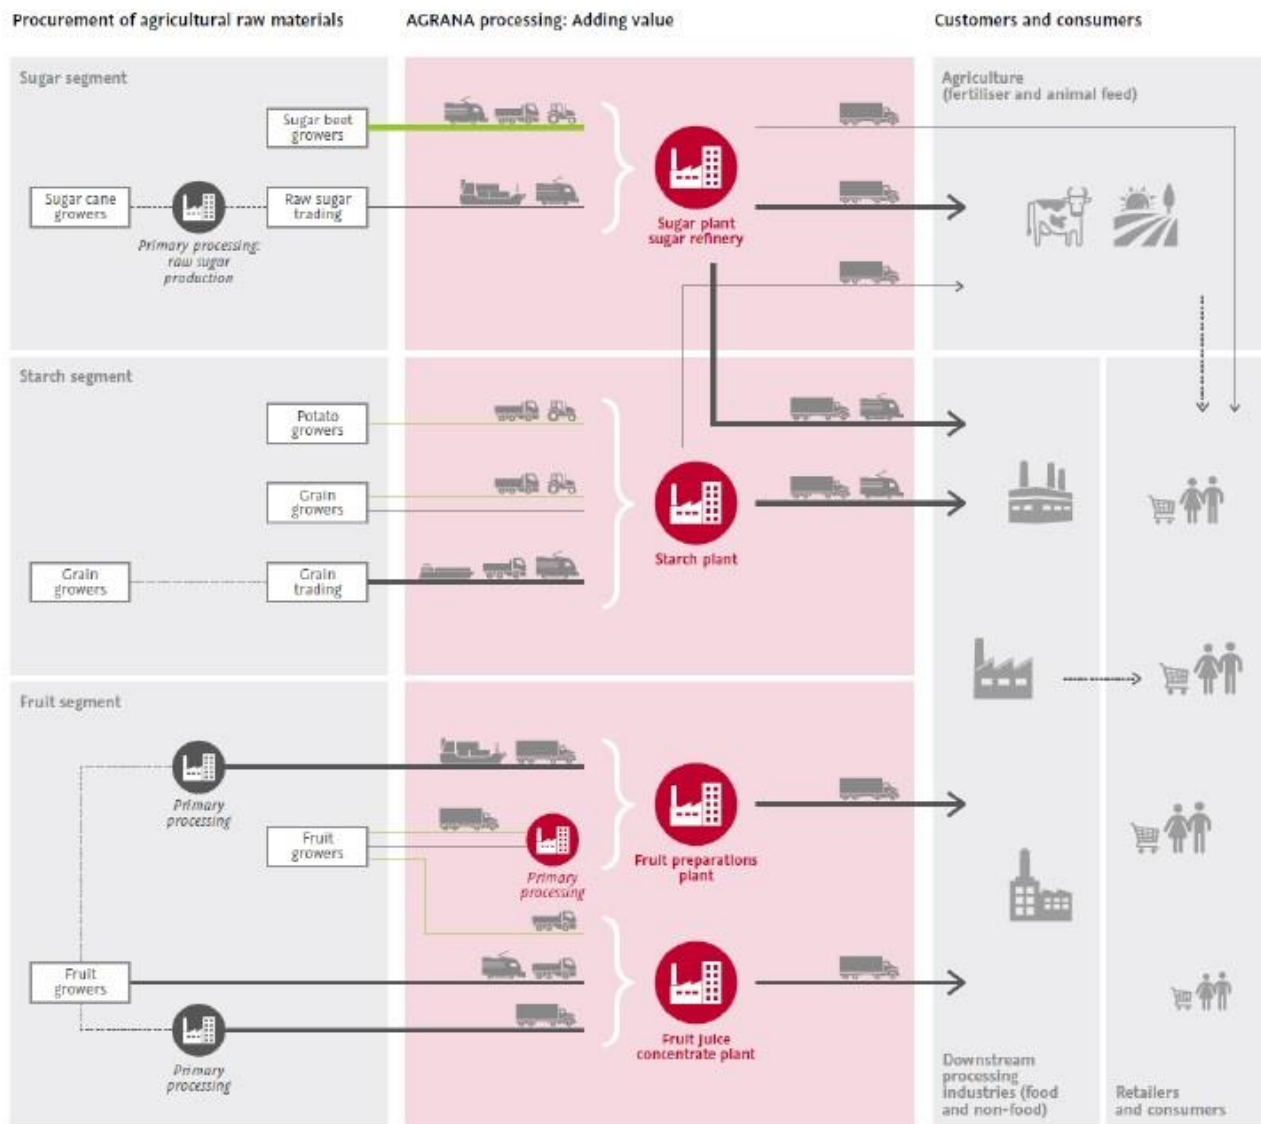 Procurement of agricultural raw materials
AGRANA processing: Adding value
Customers and consumers
Sugar segment
Sugar beet
growers
Sugar cane
growers
Raw sugar
trading
Primary processing:
raw sugar
production
Sugar plant
sugar refinery
Agriculture
(fertiliser and animal feed)
Starch segment
Potato
growers
Grain
growers
Grain
growers
Grain
trading
Starch plant
Fruit segment
Primary
processing
Fruit
growers
Primary
processing
Fruit preparations
plant
Fruit
growers
Primary
processing
Fruit juice
concentrate plant
Downstream
processing
industries (food
and non-food)
Retailers
and consumers